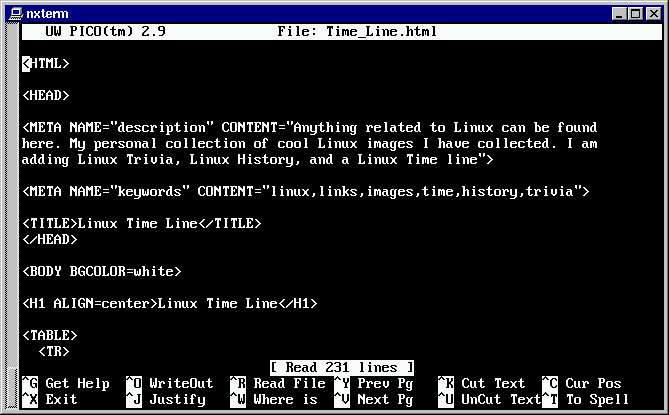 nxterm
UW PICO(tm) 2.9 File: Time_Line.html
<HTML>
<HEAD>
<META NAME="description" CONTENT="Anything related to Linux can be found
here. My personal collection of cool Linux images I have collected. I am
adding Linux Trivia, Linux History, and a Linux Time line">
<META NAME="keywords" CONTENT="linux,links,images,time,history,trivia">
<TITLE>Linux Time Line</TITLE>
</HEAD>
<BODY BGCOLOR=white>
<H1 ALIGN=center>Linux Time Line</H1>
<TABLE>
<TR>
[ Read 231 lines ]
^G Get Help ^O WriteOut ^R Read File ^Y Prev Pg ^K Cut Text ^C Cur Pos
^X Exit ^J Justify ^W Where is ^V Next Pg ^U UnCut Text ^T To Spell